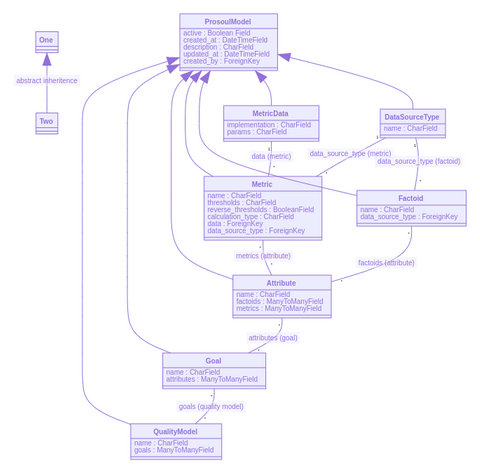 ProsoulModel
active : Boolean Field
created_at : DateTimeField
description : CharField
updated_at : DateTimeField
created_by : ForeignKey
One
abstract inheritence
Two
MetricData
implementation : CharField
params : CharField
DataSourceType
name : CharField
1
1
1
data (metric)
data_source_type (metric)
data_source_type (factoid)
*
*
*
Metric
name : CharField
thresholds : CharField
reverse_thresholds : BooleanField
calculation_type : CharField
data : ForeignKey
data_source_type : ForeignKey
Factoid
name : CharField
data_source_type : ForeignKey
*
*
metrics (attribute)
factoids (attribute)
*
*
Attribute
name : CharField
factoids : ManyToManyField
metrics : ManyToManyField
*
attributes (goal)
*
Goal
name : CharField
attributes : ManyToManyField
*
goals (quality model)
*
QualityModel
name : CharField
goals : ManyToManyField